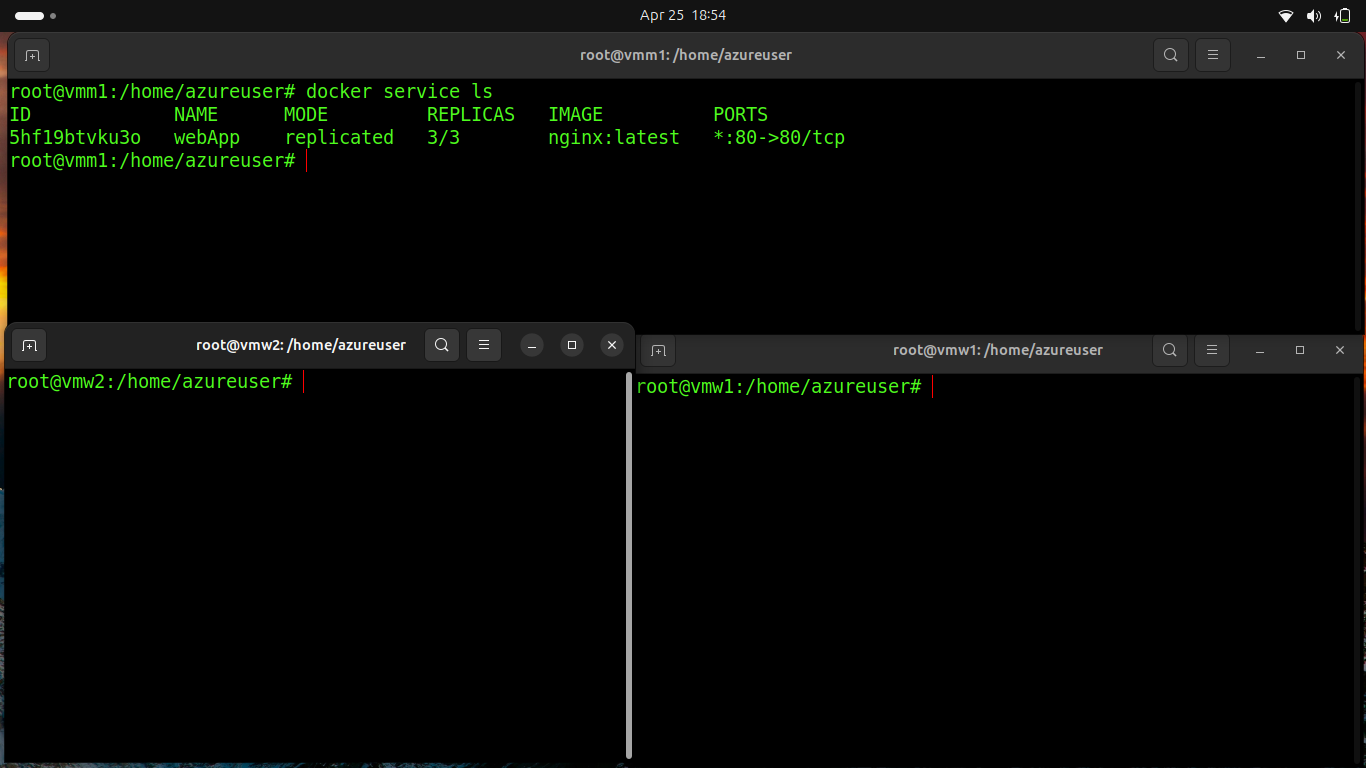 Apr 25 18:54
root@vmm1: /home/azureuser
root@vmm1:/home/azureuser# docker service ls
ID NAME MODE REPLICAS IMAGE PORTS
5hf19btvku3o webApp replicated 3/3 nginx:latest *:80->80/tcp
root@vmm1:/home/azureuser#
root@vmw2: /home/azureuser
root@vmw2:/home/azureuser#
root@vmw1: /home/azureuser
root@vmw1:/home/azureuser#